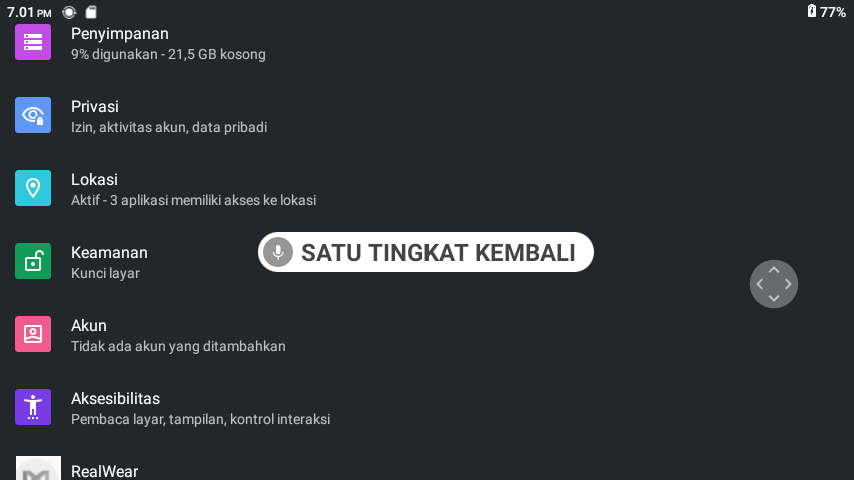 7.01 PM
77%
Penyimpanan
9% digunakan - 21,5 GB kosong
Privasi
Izin, aktivitas akun, data pribadi
Lokasi
Aktif - 3 aplikasi memiliki akses ke lokasi
SATU TINGKAT KEMBALI
Keamanan
Kunci layar
Akun
Tidak ada akun yang ditambahkan
Aksesibilitas
Pembaca layar, tampilan, kontrol interaksi
RealWear